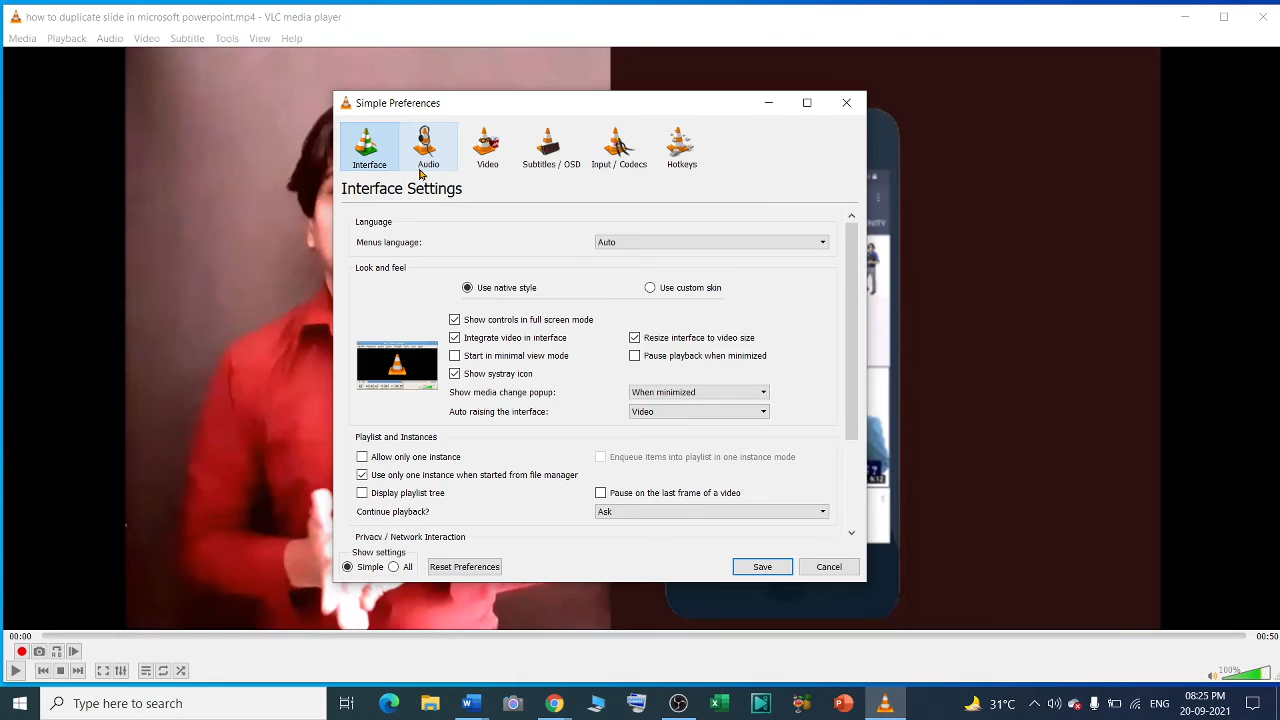 how to duplicate slide in microsoft powerpoint.mp4 - VLC media player
Media Playback Audio Video Subtitle Tools View Help
Simple Preferences
Interface Audio Video Subtitles / OSD Input / Codecs Hotkeys
Interface Settings
Language
Menus language: Auto
Look and feel
Use native style Use custom skin
Show controls in full screen mode
Integrate video in interface Resize interface to video size
Start in minimal view mode Pause playback when minimized
Show systray icon
Show media change popup: When minimized
Auto raising the interface: Video
Playlist and Instances
Allow only one instance Enqueue items into playlist in one instance mode
Use only one instance when started from file manager
Display playlist tree Pause on the last frame of a video
Continue playback? Ask
Privacy / Network Interaction
Show settings
Simple All Reset Preferences Save Cancel
UNITY
6:12
00:00 00:50
100%
Type here to search
31°C
08:25 PM
20-09-2021